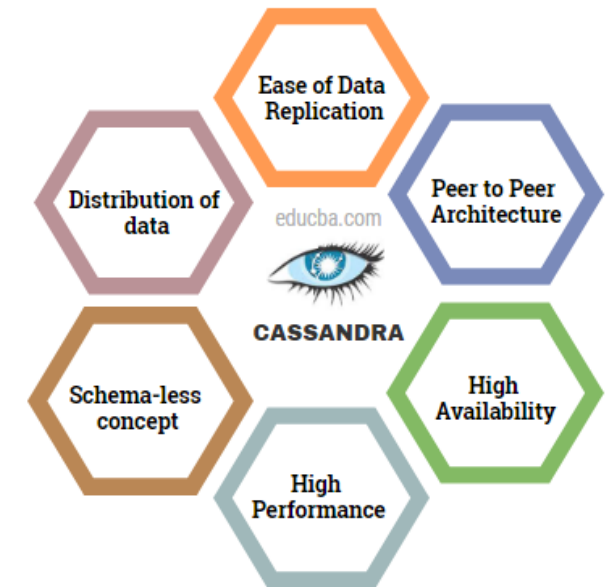 Ease of Data
Replication
Peer to Peer
Architecture
Distribution of
data
educba.com
CASSANDRA
High
Availability
Schema-less
concept
High
Performance